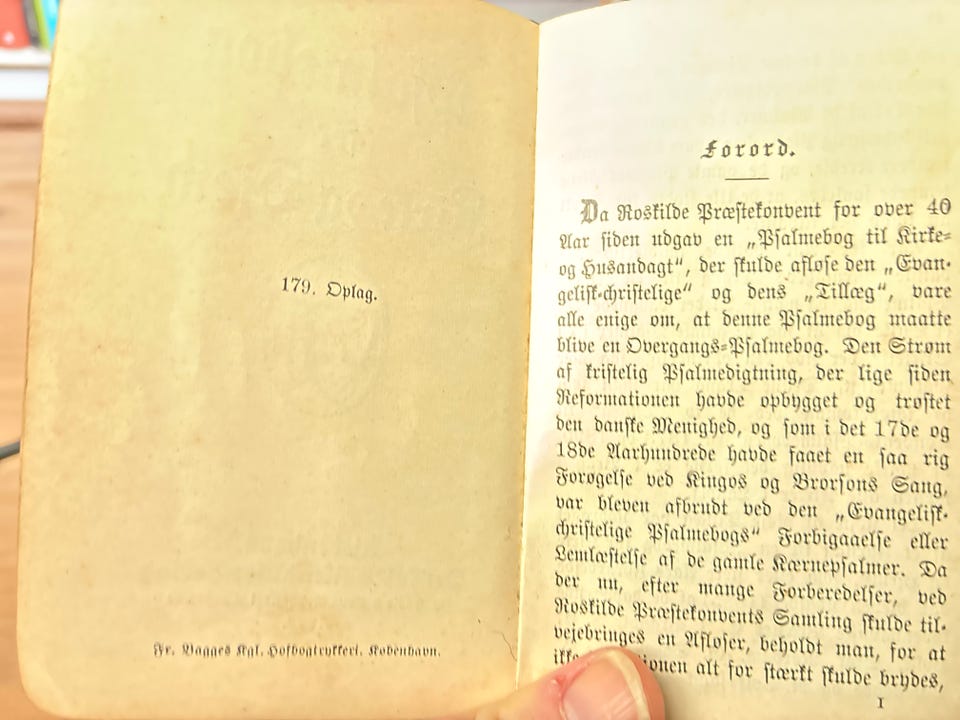 179. Oplag.
Fr. Bagges Kgl. Hofbogtrykkeri. København.
Forord.
Da Roskilde Præstekonvent for over 40
Aar siden udgav en „Psalmebog til Kirke-
og Husandagt“, der skulde afløse den „Evan-
gelisk-christelige“ og dens „Tillæg“, vare
alle enige om, at denne Psalmebog maatte
blive en Overgangs-Psalmebog. Den Strøm
af kristelig Psalmedigtning, der lige siden
Reformationen havde opbygget og trøstet
den danske Menighed, og som i det 17de og
18de Aarhundrede havde faaet en saa rig
Forøgelse ved Kingos og Brorsons Sang,
var bleven afbrudt ved den „Evangelisk-
christelige Psalmebogs“ Forbigaaelse eller
Lemlæstelse af de gamle Kærnepsalmer. Da
der nu, efter mange Forberedelser, ved
Roskilde Præstekonvents Samling skulde til-
vejebringes en Afløser, beholdt man, for at
alt for stærkt skulde brydes,
1